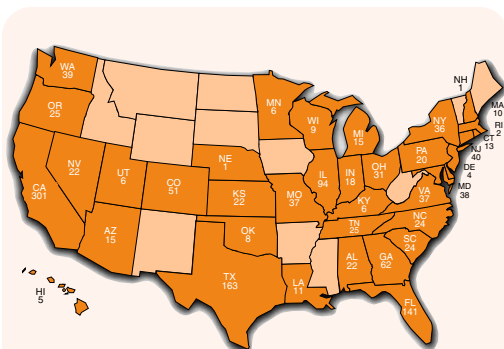 WA
39
OR
25
CA
301
NV
22
UT
6
AZ
15
CO
51
NE
1
KS
22
OK
8
TX
163
MN
6
WI
9
MI
15
IL
94
IN
18
OH
31
MO
37
KY
6
TN
25
LA
11
AL
22
GA
62
FL
141
SC
24
NC
24
VA
37
PA
20
NY
36
NH
1
MA
10
RI
2
CT
13
NJ
40
DE
4
MD
38
HI
5